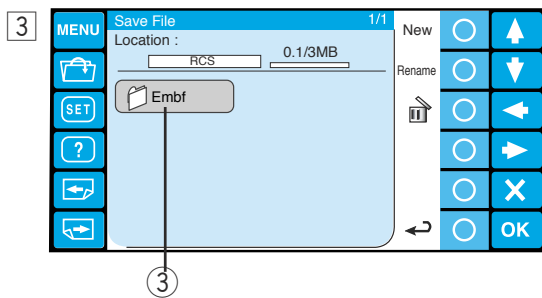 3
MENU
Save File 1/1
New
Location :
RCS 0.1/3MB
Rename
Embf
SET
?
OK
3